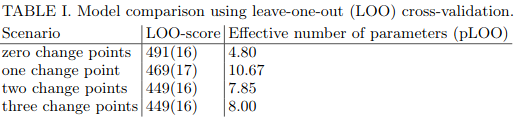 TABLE I. Model comparison using leave-one-out (LOO) cross-validation.
Scenario LOO-score Effective number of parameters (pLOO)
zero change points 491(16) 4.80
one change point 469(17) 10.67
two change points 449(16) 7.85
three change points 449(16) 8.00